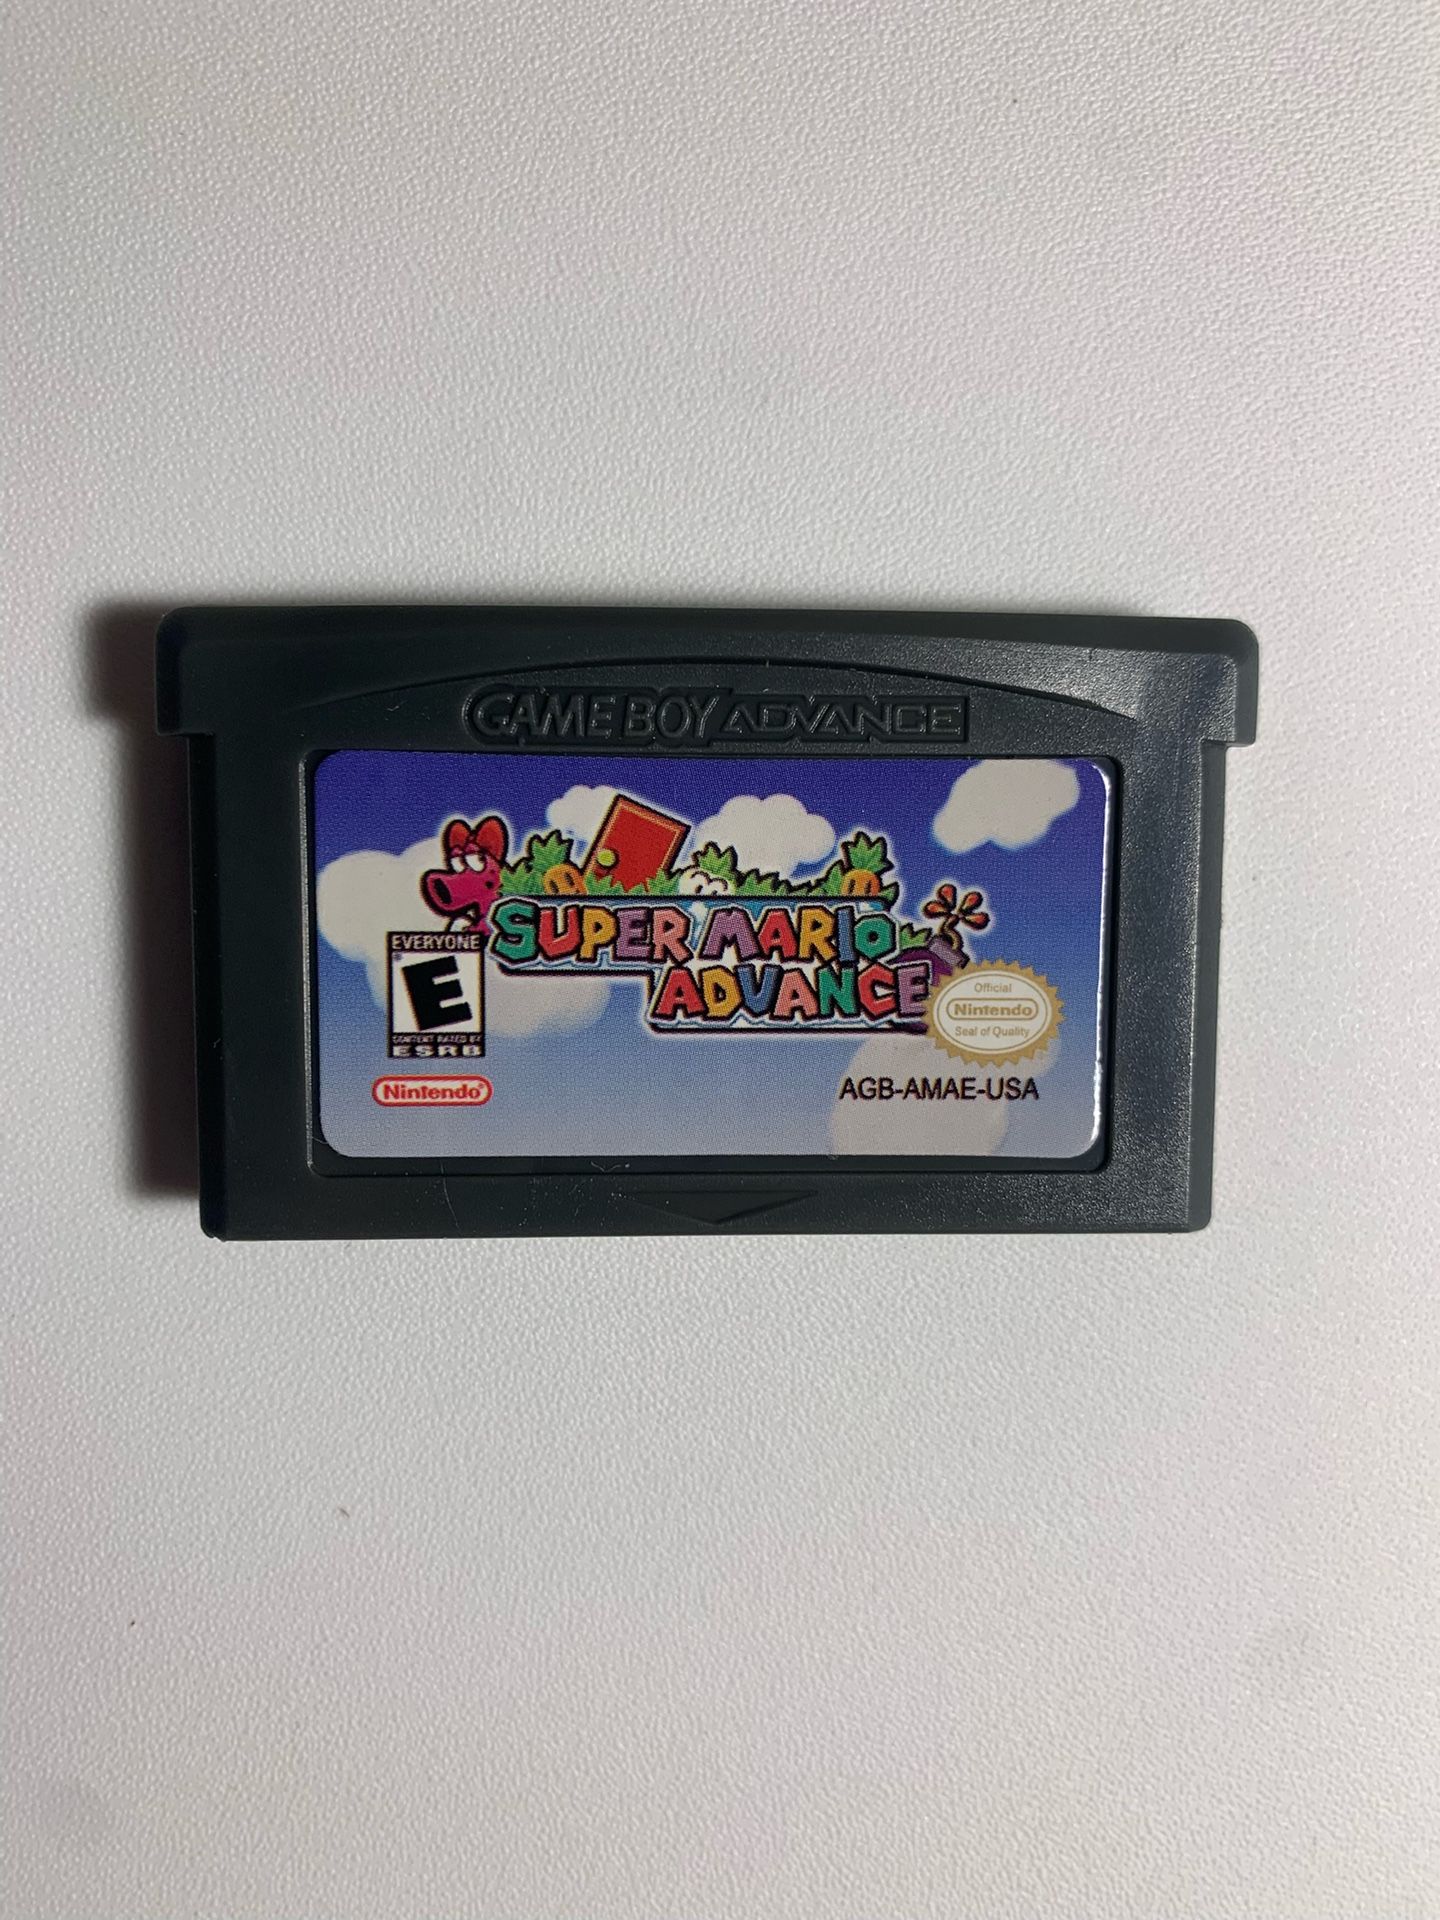 GAME BOY ADVANCE
SUPER MARIO
ADVANCE
EVERYONE
E
CONTENT RATED BY
ESRB
Official
Nintendo
Seal of Quality
Nintendo®
AGB-AMAE-USA